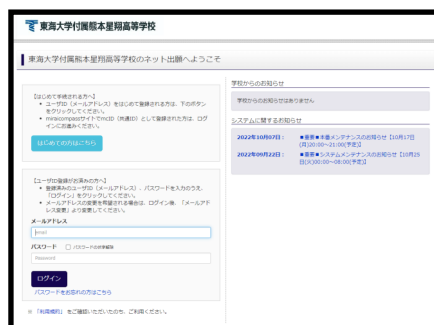 東海大学付属熊本星翔高等学校
東海大学付属熊本星翔高等学校のネット出願へようこそ
【はじめて手続きされる方へ】
• ユーザID（メールアドレス）をはじめて登録される方は、下のボタン
をクリックしてください。
• miraicompassサイトでmcID（共通ID）として登録された方は、ログ
インにお進みください。
はじめての方はこちら
【ユーザID登録がお済みの方へ】
• 登録済みのユーザID（メールアドレス）、パスワードを入力のうえ、
「ログイン」をクリックしてください。
• メールアドレスの変更を希望される場合は、ログイン後、「メールアド
レス変更」より変更してください。
メールアドレス
email
パスワード □ パスワードの伏字解除
Password
ログイン
パスワードをお忘れの方はこちら
「利用規約」 をご確認いただいたのち、ご利用ください。
学校からのお知らせ
学校からのお知らせはありません
システムに関するお知らせ
2022年10月07日： ■重要■本番メンテナンスのお知らせ【10月17日
(月)20:00～21:00(予定)】
2022年09月22日： ■重要■システムメンテナンスのお知らせ【10月25
日(火)00:00～08:00(予定)】